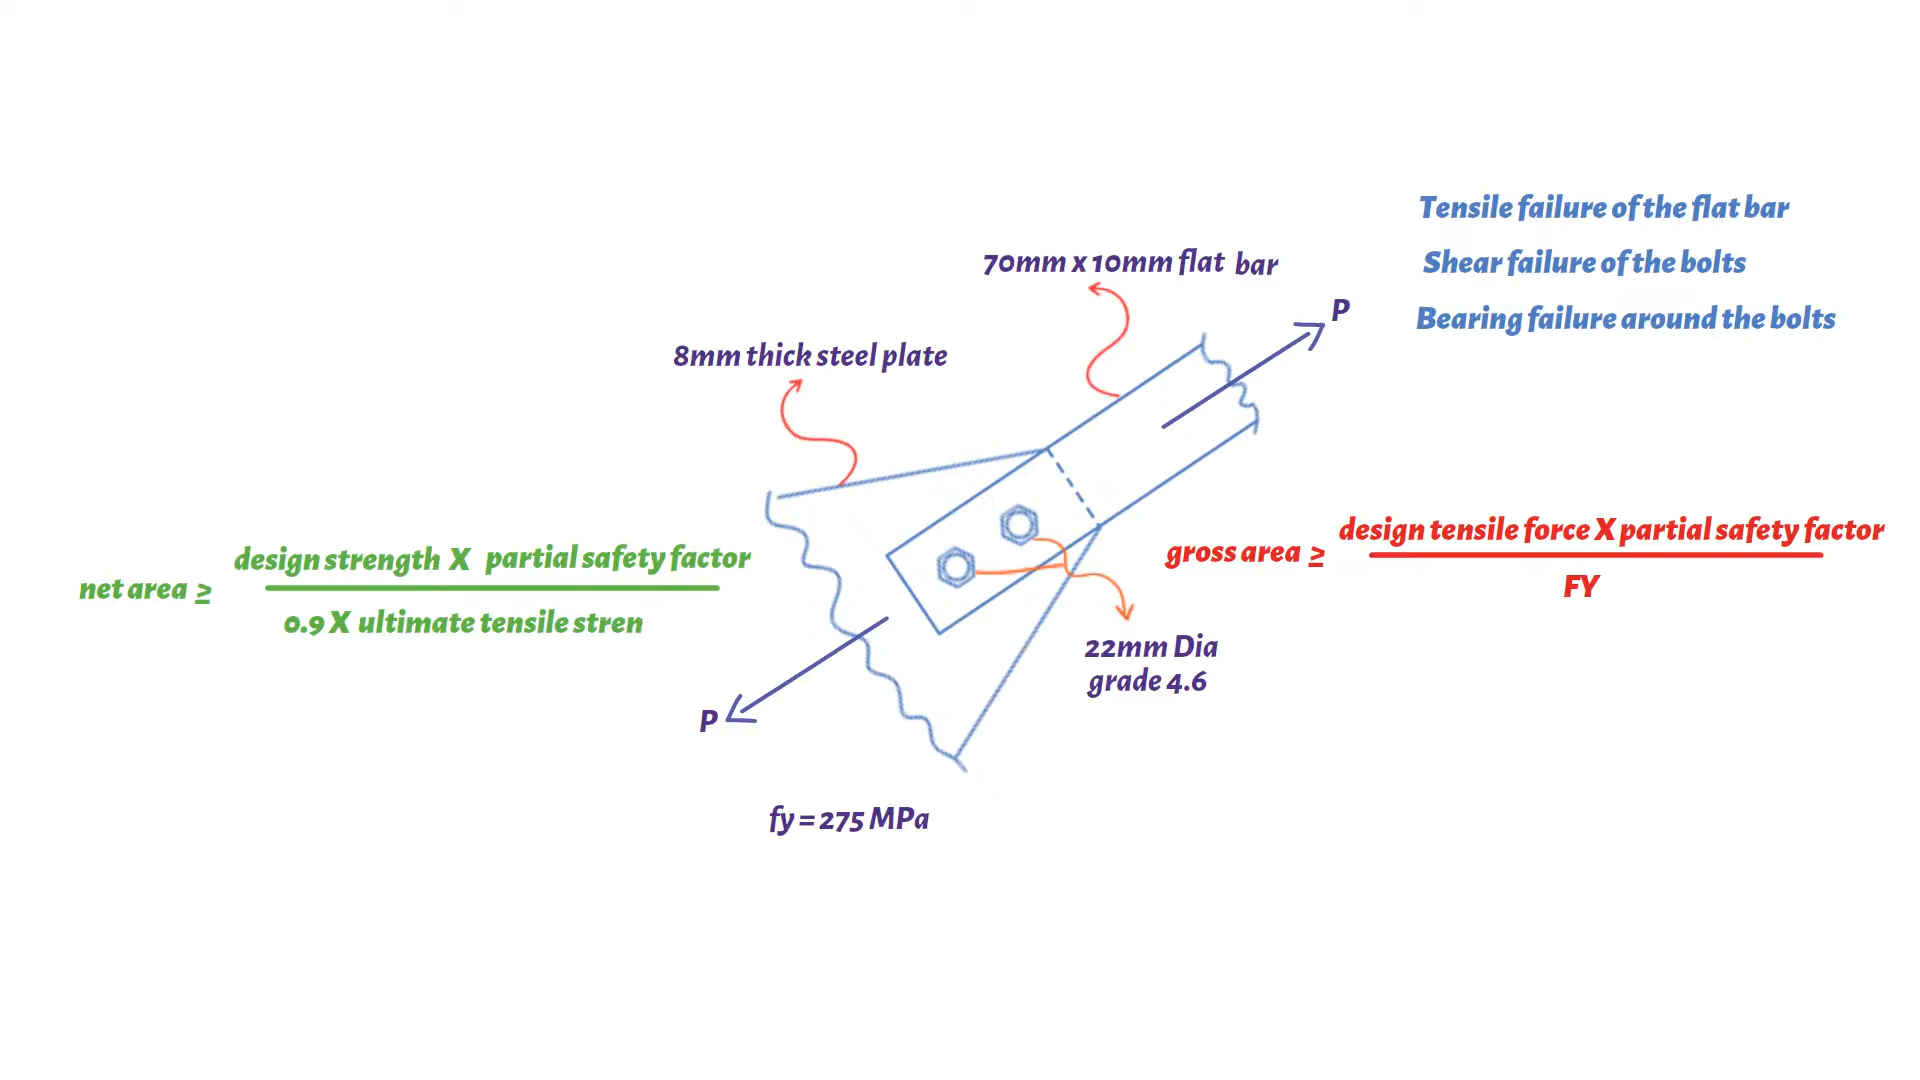 Tensile failure of the flat bar
Shear failure of the bolts
Bearing failure around the bolts
70mm x 10mm flat bar
P
8mm thick steel plate
net area ≥ design strength X partial safety factor
0.9 X ultimate tensile stren
gross area ≥ design tensile force X partial safety factor
FY
22mm Dia
grade 4.6
P
fy = 275 MPa